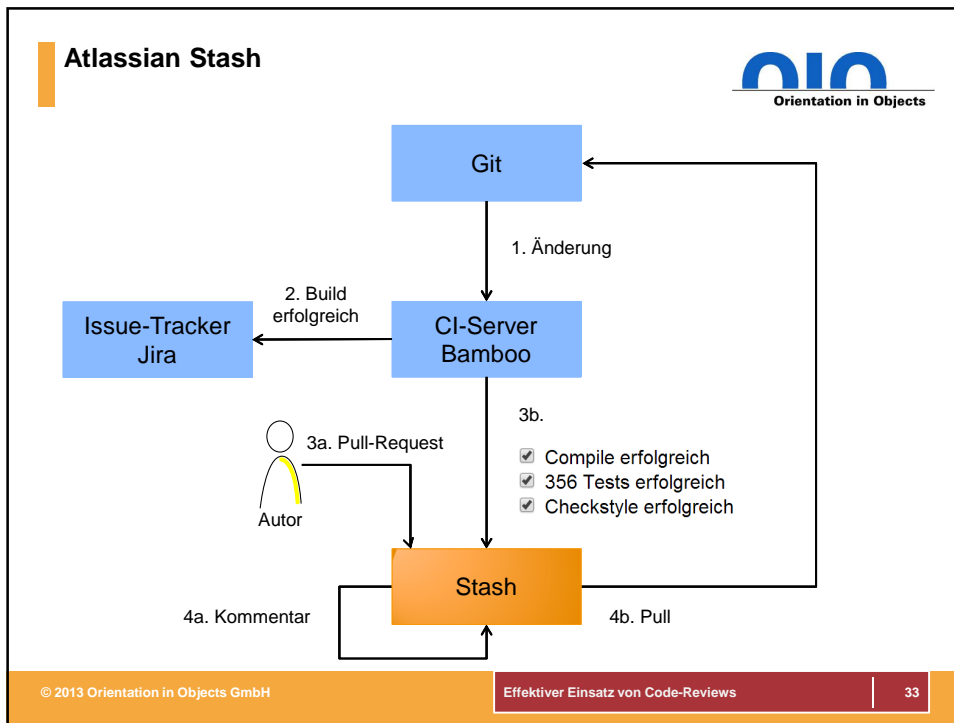 Atlassian Stash
Orientation in Objects
Git
1. Änderung
2. Build
erfolgreich
Issue-Tracker
Jira
CI-Server
Bamboo
3b.
3a. Pull-Request
Compile erfolgreich
356 Tests erfolgreich
Checkstyle erfolgreich
Autor
Stash
4a. Kommentar
4b. Pull
© 2013 Orientation in Objects GmbH
Effektiver Einsatz von Code-Reviews
33